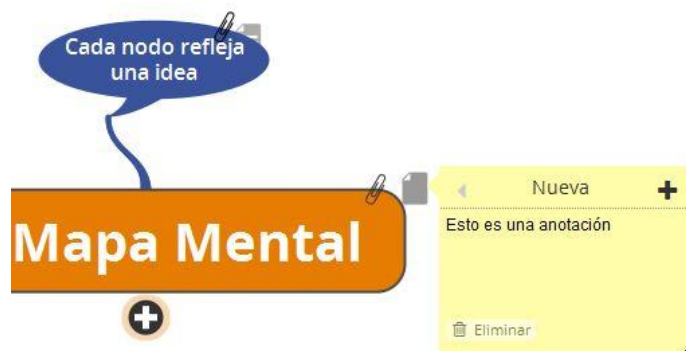 Cada nodo refleja
una idea
Mapa Mental
Nueva
Esto es una anotación
Eliminar